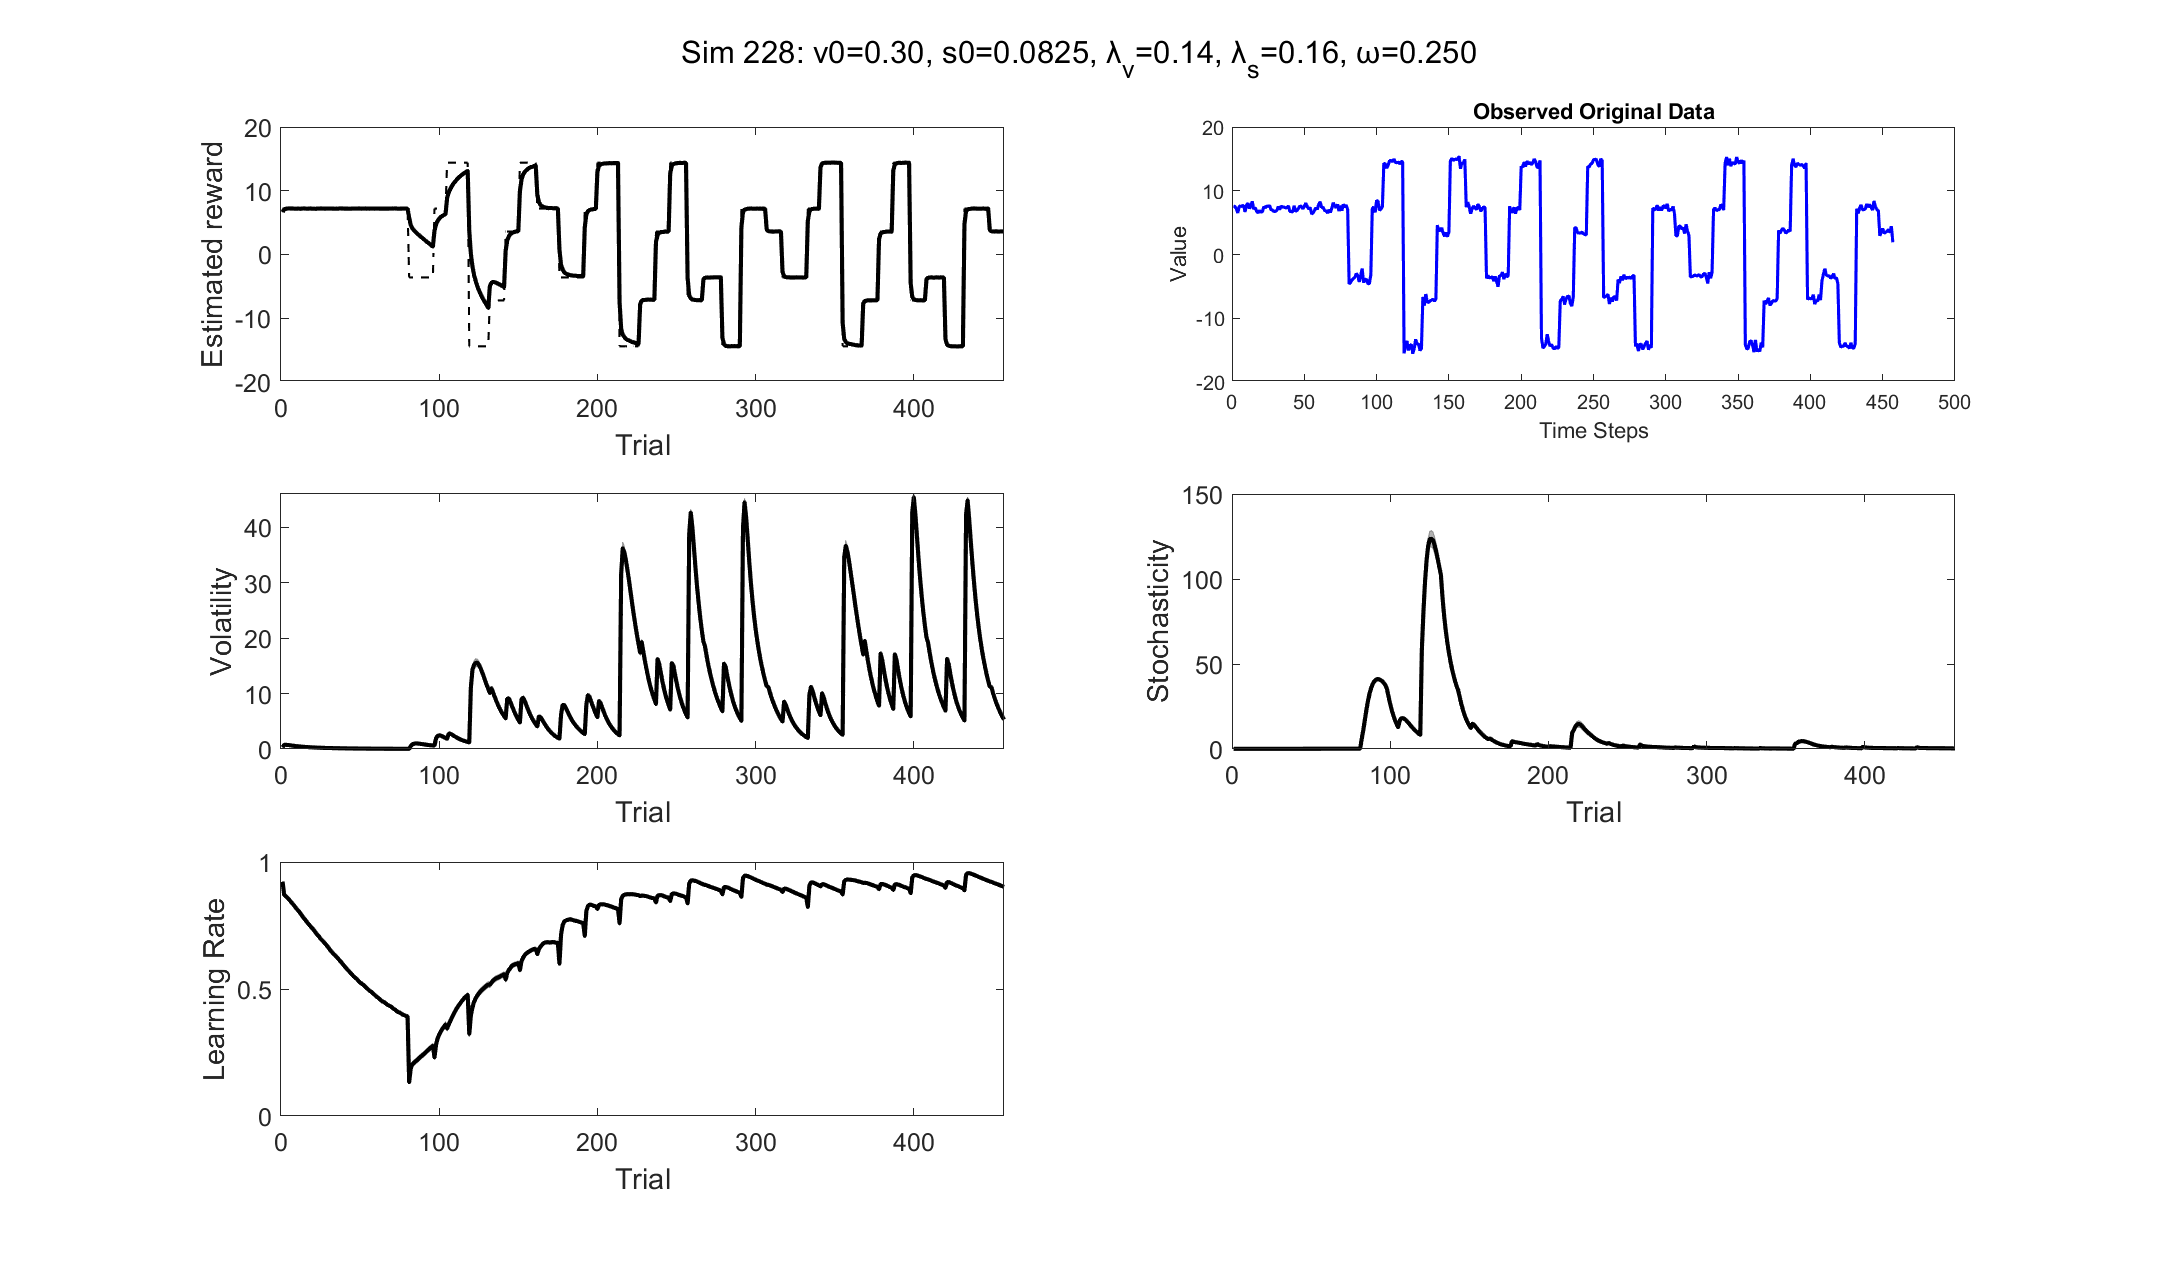 Sim 228: v0=0.30, s0=0.0825, λv=0.14, λs=0.16, ω=0.250
20
10
0
-10
-20
Estimated reward
0 100 200 300 400
Trial
Observed Original Data
20
10
0
-10
-20
Value
0 50 100 150 200 250 300 350 400 450 500
Time Steps
40
30
20
10
0
Volatility
0 100 200 300 400
Trial
150
100
50
0
Stochasticity
0 100 200 300 400
Trial
1
0.5
0
Learning Rate
0 100 200 300 400
Trial